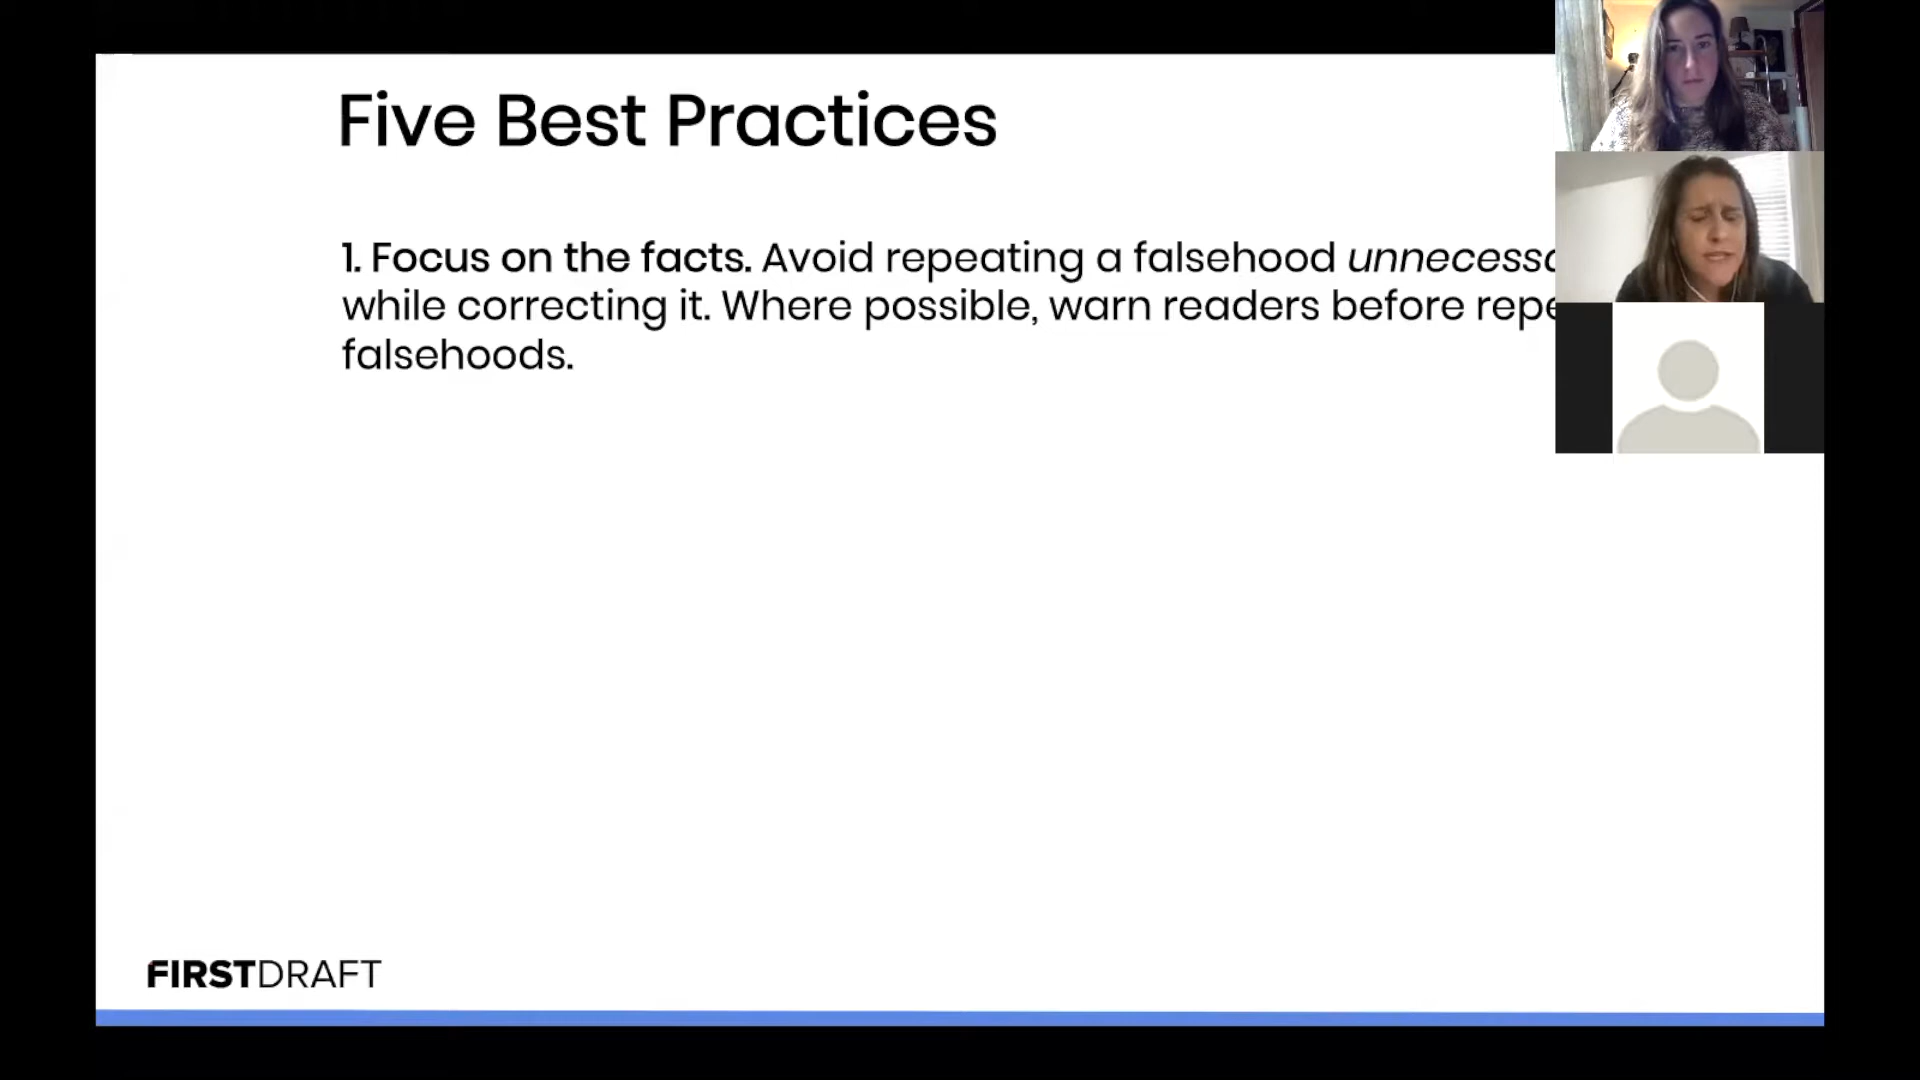 Five Best Practices
1. Focus on the facts. Avoid repeating a falsehood
while correcting it. Where possible, warn readers before
falsehoods.
FIRSTDRAFT